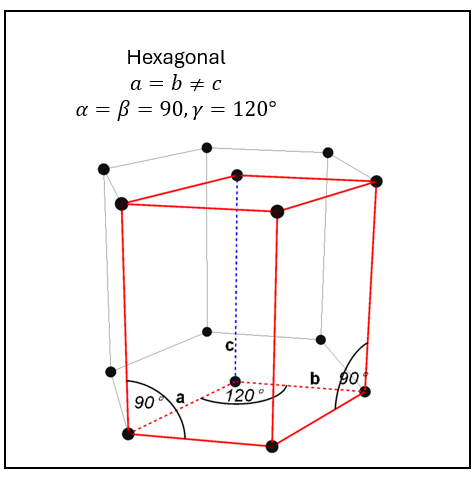 Hexagonal
a = b ≠ c
α = β = 90, γ = 120°
c
b
90°
120°
a
90°